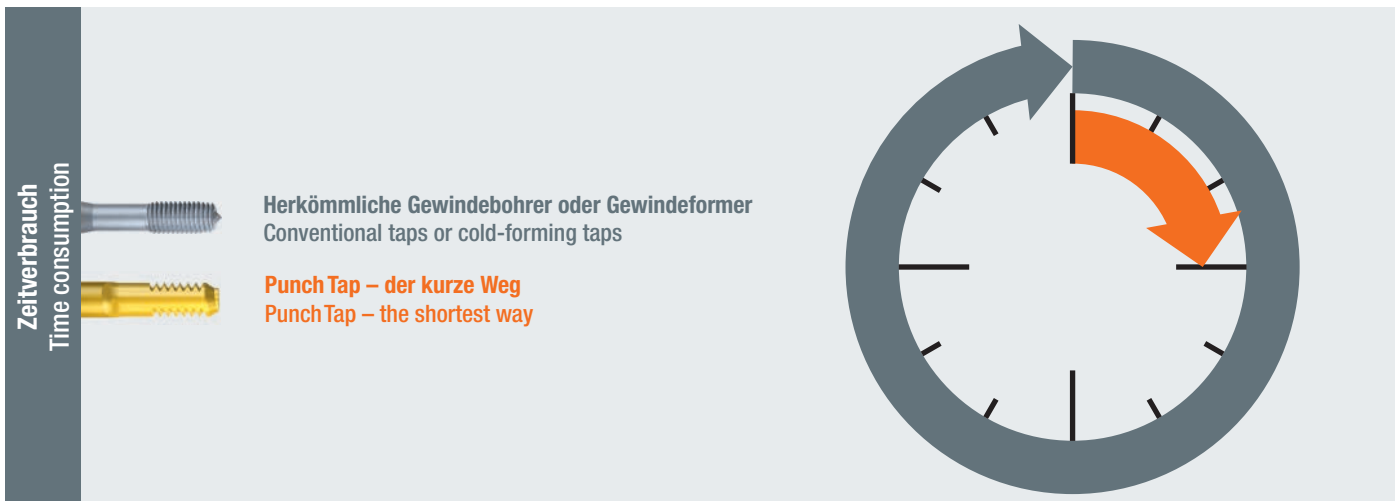 Zeitverbrauch
Time consumption
Herkömmliche Gewindebohrer oder Gewindeformer
Conventional taps or cold-forming taps
Punch Tap – der kurze Weg
Punch Tap – the shortest way